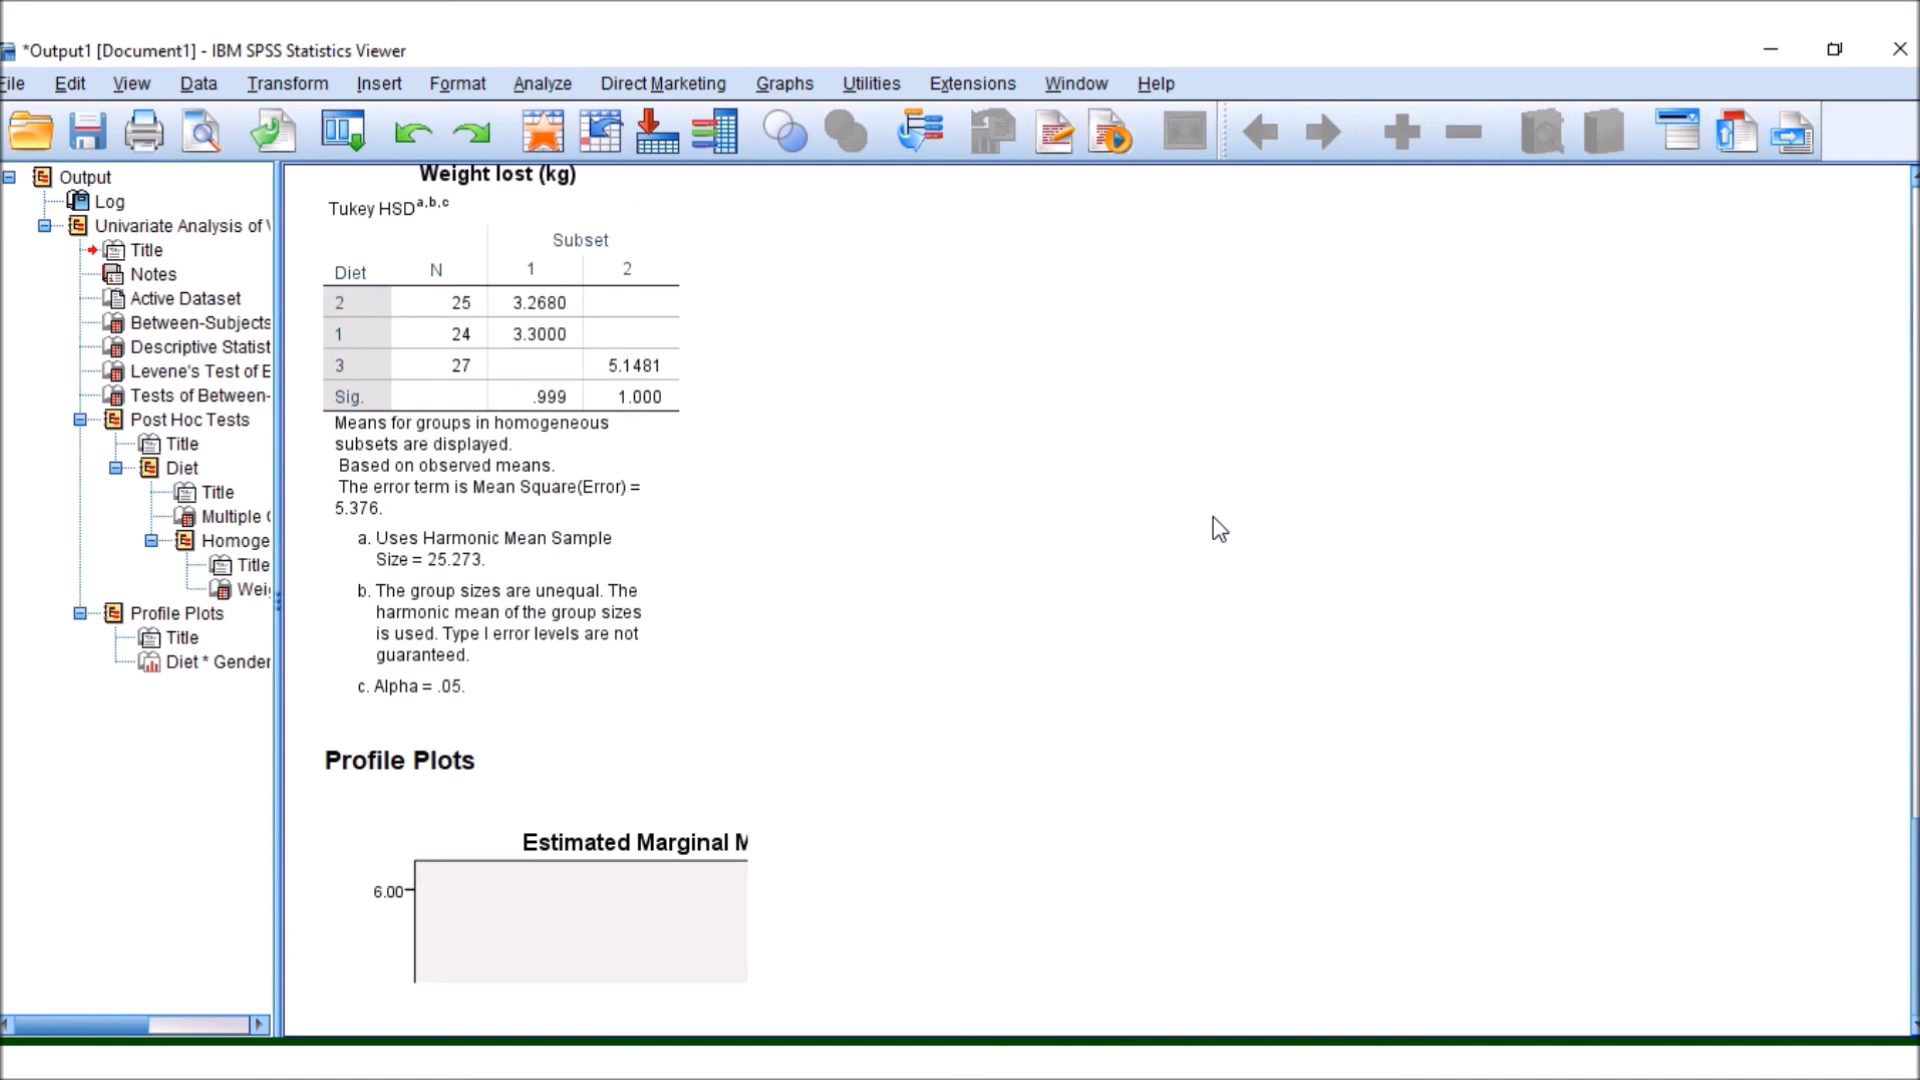 *Output1 [Document1] - IBM SPSS Statistics Viewer
File Edit View Data Transform Insert Format Analyze Direct Marketing Graphs Utilities Extensions Window Help
Output
Log
Univariate Analysis of V
Title
Notes
Active Dataset
Between-Subjects
Descriptive Statist
Levene's Test of E
Tests of Between-
Post Hoc Tests
Title
Diet
Title
Multiple C
Homoge
Title
Wei
Profile Plots
Title
Diet * Gender
Weight lost (kg)
Tukey HSDa,b,c
Subset
Diet N 1 2
2 25 3.2680
1 24 3.3000
3 27 5.1481
Sig. .999 1.000
Means for groups in homogeneous
subsets are displayed.
Based on observed means.
The error term is Mean Square(Error) =
5.376.
a. Uses Harmonic Mean Sample
Size = 25.273.
b. The group sizes are unequal. The
harmonic mean of the group sizes
is used. Type I error levels are not
guaranteed.
c. Alpha = .05.
Profile Plots
Estimated Marginal M
6.00